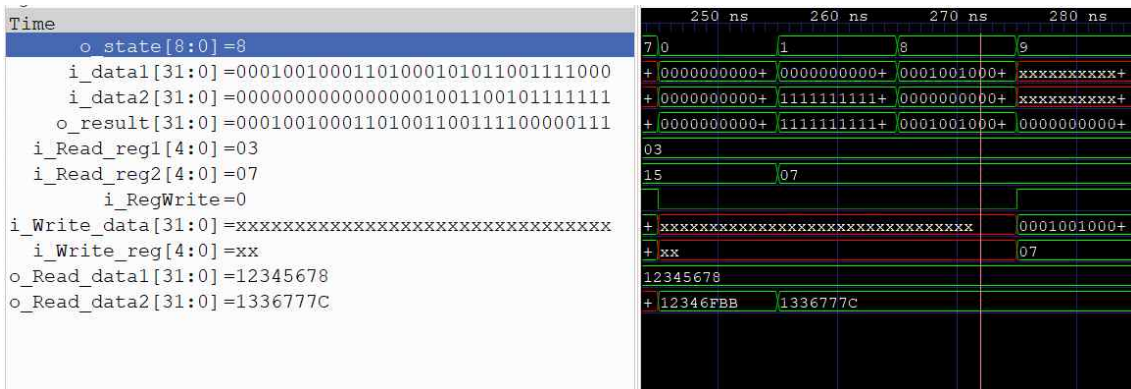 Time 250 ns 260 ns 270 ns 280 ns
o_state[8:0]=8 7 0 1 8 9
i_data1[31:0]=00010010001101000101011001111000 + 0000000000+ 0000000000+ 0001001000+ xxxxxxxxxx+
i_data2[31:0]=00000000000000001001100101111111 + 0000000000+ 1111111111+ 0000000000+ xxxxxxxxxx+
o_result[31:0]=00010010001101001100111100000111 + 0000000000+ 1111111111+ 0001001000+ 0000000000+
i_Read_reg1[4:0]=03 03
i_Read_reg2[4:0]=07 15 07
i_RegWrite=0
i_Write_data[31:0]=xxxxxxxxxxxxxxxxxxxxxxxxxxxxxxxx + xxxxxxxxxxxxxxxxxxxxxxxxxxxxxxxx 0001001000+
i_Write_reg[4:0]=xx + xx 07
o_Read_data1[31:0]=12345678 12345678
o_Read_data2[31:0]=1336777C + 12346FBB 1336777C